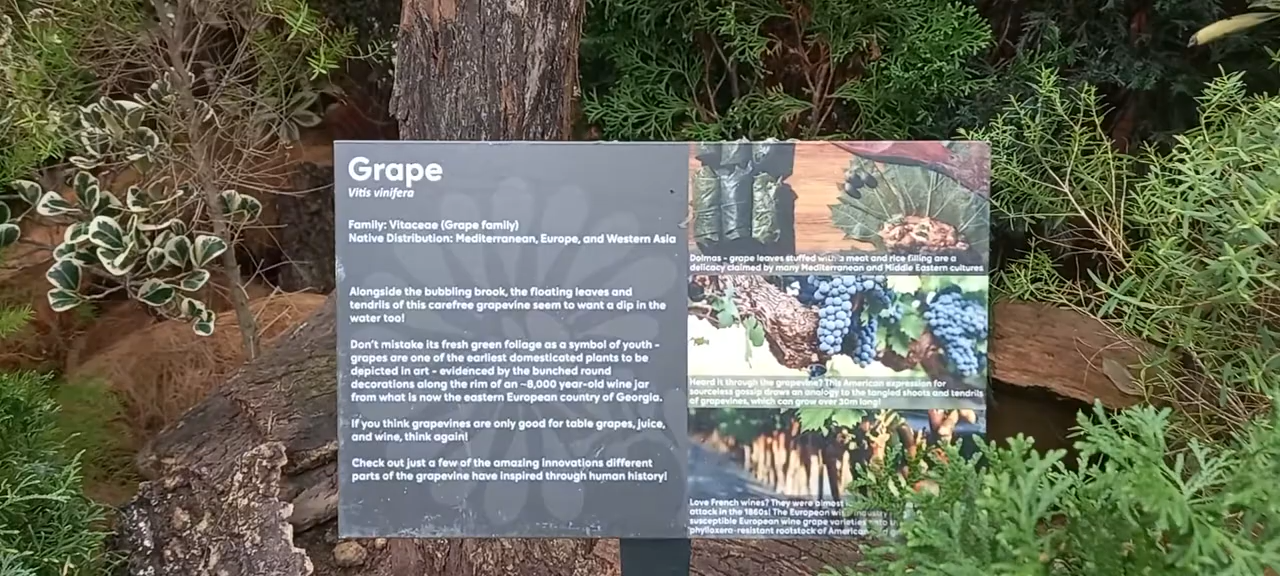 Grape
Vitis vinifera
Family: Vitaceae (Grape family)
Native Distribution: Mediterranean, Europe, and Western Asia
Alongside the bubbling brook, the floating leaves and
tendrils of this carefree grapevine seem to want a dip in the
water too!
Don't mistake its fresh green foliage as a symbol of youth -
grapes are one of the earliest domesticated plants to be
depicted in art - evidenced by the bunched round
decorations along the rim of an ~8,000 year-old wine jar
from what is now the eastern European country of Georgia.
If you think grapevines are only good for table grapes, juice,
and wine, think again!
Check out just a few of the amazing innovations different
parts of the grapevine have inspired through human history!
Dolmas - grape leaves stuffed with a meat and rice filling are a
delicacy claimed by many Mediterranean and Middle Eastern cultures
Heard it through the grapevine? This American expression for
sourceless gossip draws an analogy to the tangled shoots and tendrils
of grapevines, which can grow over 30m long!
Love French wines? They were almost
attack in the 1860s! The European wine industry
susceptible European wine grape varieties onto
phylloxera-resistant rootstock of American